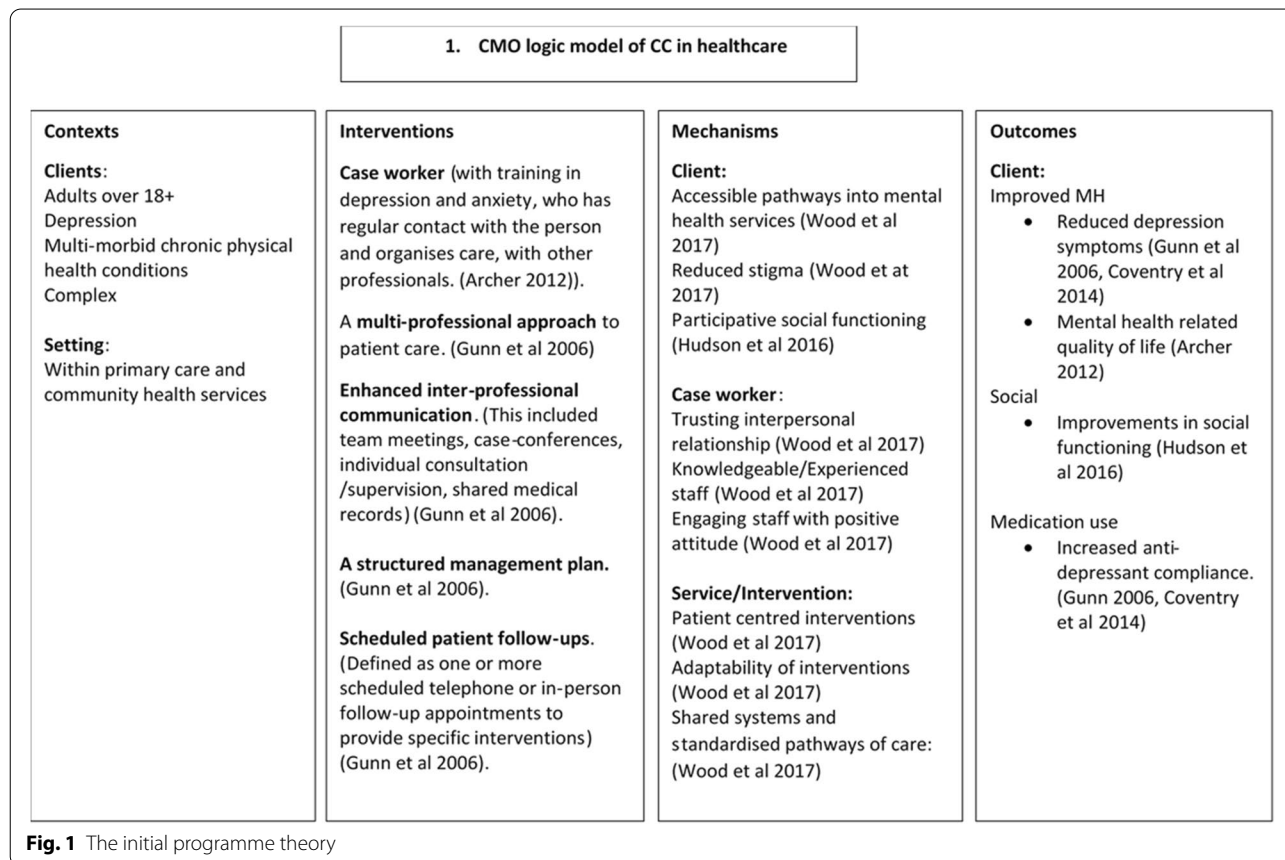 1. CMO logic model of CC in healthcare
Contexts
Clients:
Adults over 18+
Depression
Multi-morbid chronic physical
health conditions
Complex
Setting:
Within primary care and
community health services
Interventions
Case worker (with training in
depression and anxiety, who has
regular contact with the person
and organises care, with other
professionals. (Archer 2012)).
A multi-professional approach to
patient care. (Gunn et al 2006)
Enhanced inter-professional
communication. (This included
team meetings, case-conferences,
individual consultation
/supervision, shared medical
records) (Gunn et al 2006).
A structured management plan.
(Gunn et al 2006).
Scheduled patient follow-ups.
(Defined as one or more
scheduled telephone or in-person
follow-up appointments to
provide specific interventions)
(Gunn et al 2006).
Mechanisms
Client:
Accessible pathways into mental
health services (Wood et al
2017)
Reduced stigma (Wood et at
2017)
Participative social functioning
(Hudson et al 2016)
Case worker:
Trusting interpersonal
relationship (Wood et al 2017)
Knowledgeable/Experienced
staff (Wood et al 2017)
Engaging staff with positive
attitude (Wood et al 2017)
Service/Intervention:
Patient centred interventions
(Wood et al 2017)
Adaptability of interventions
(Wood et al 2017)
Shared systems and
standardised pathways of care:
(Wood et al 2017)
Outcomes
Client:
Improved MH
• Reduced depression
symptoms (Gunn et al
2006, Coventry et al
2014)
• Mental health related
quality of life (Archer
2012)
Social
• Improvements in social
functioning (Hudson et
al 2016)
Medication use
• Increased anti-
depressant compliance.
(Gunn 2006, Coventry
et al 2014)
Fig. 1 The initial programme theory